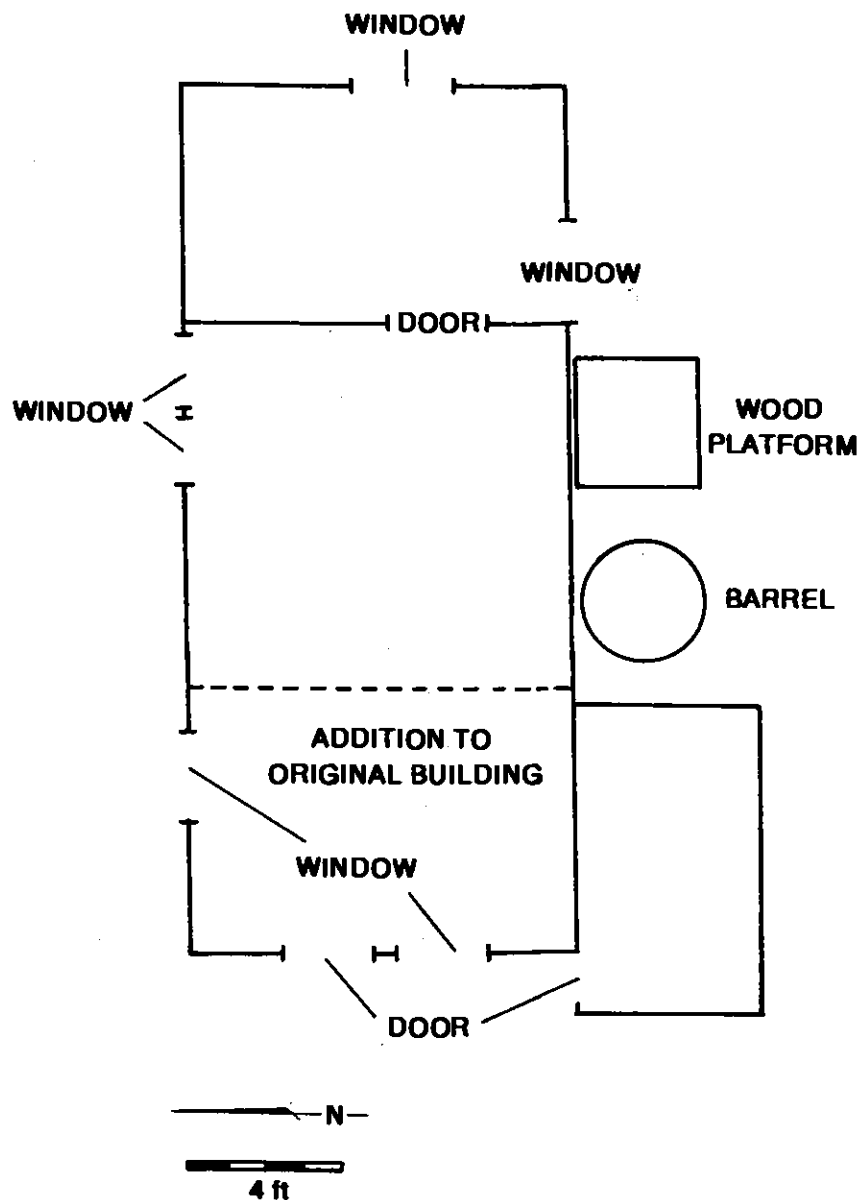 WINDOW
WINDOW
DOOR
WINDOW
WOOD
PLATFORM
BARREL
ADDITION TO
ORIGINAL BUILDING
WINDOW
DOOR
N
4 ft